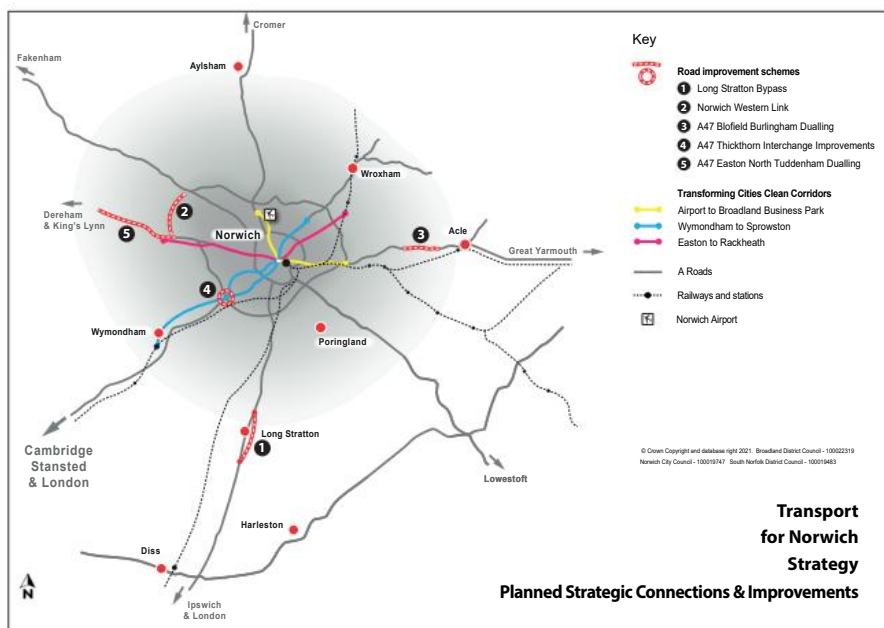 Cromer
Fakenham
Aylsham
Wroxham
Dereham
& King's Lynn
2
5
Norwich
3
Acle
Great Yarmouth
4
Wymondham
Poringland
Cambridge
Stansted
& London
Long Stratton
1
Lowestoft
Harleston
Diss
Ipswich
& London
N
Key
Road improvement schemes
1 Long Stratton Bypass
2 Norwich Western Link
3 A47 Blofield Burlingham Dualling
4 A47 Thickthorn Interchange Improvements
5 A47 Easton North Tuddenham Dualling
Transforming Cities Clean Corridors
Airport to Broadland Business Park
Wymondham to Sprowston
Easton to Rackheath
A Roads
Railways and stations
Norwich Airport
© Crown Copyright and database right 2021. Broadland District Council - 100022319
Norwich City Council - 100019747 South Norfolk District Council - 100019483
Transport
for Norwich
Strategy
Planned Strategic Connections & Improvements